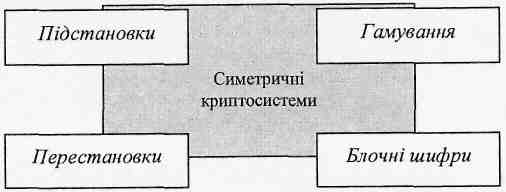 Підстановки
Гамування
Симетричні
криптосистеми
Перестановки
Блочні шифри